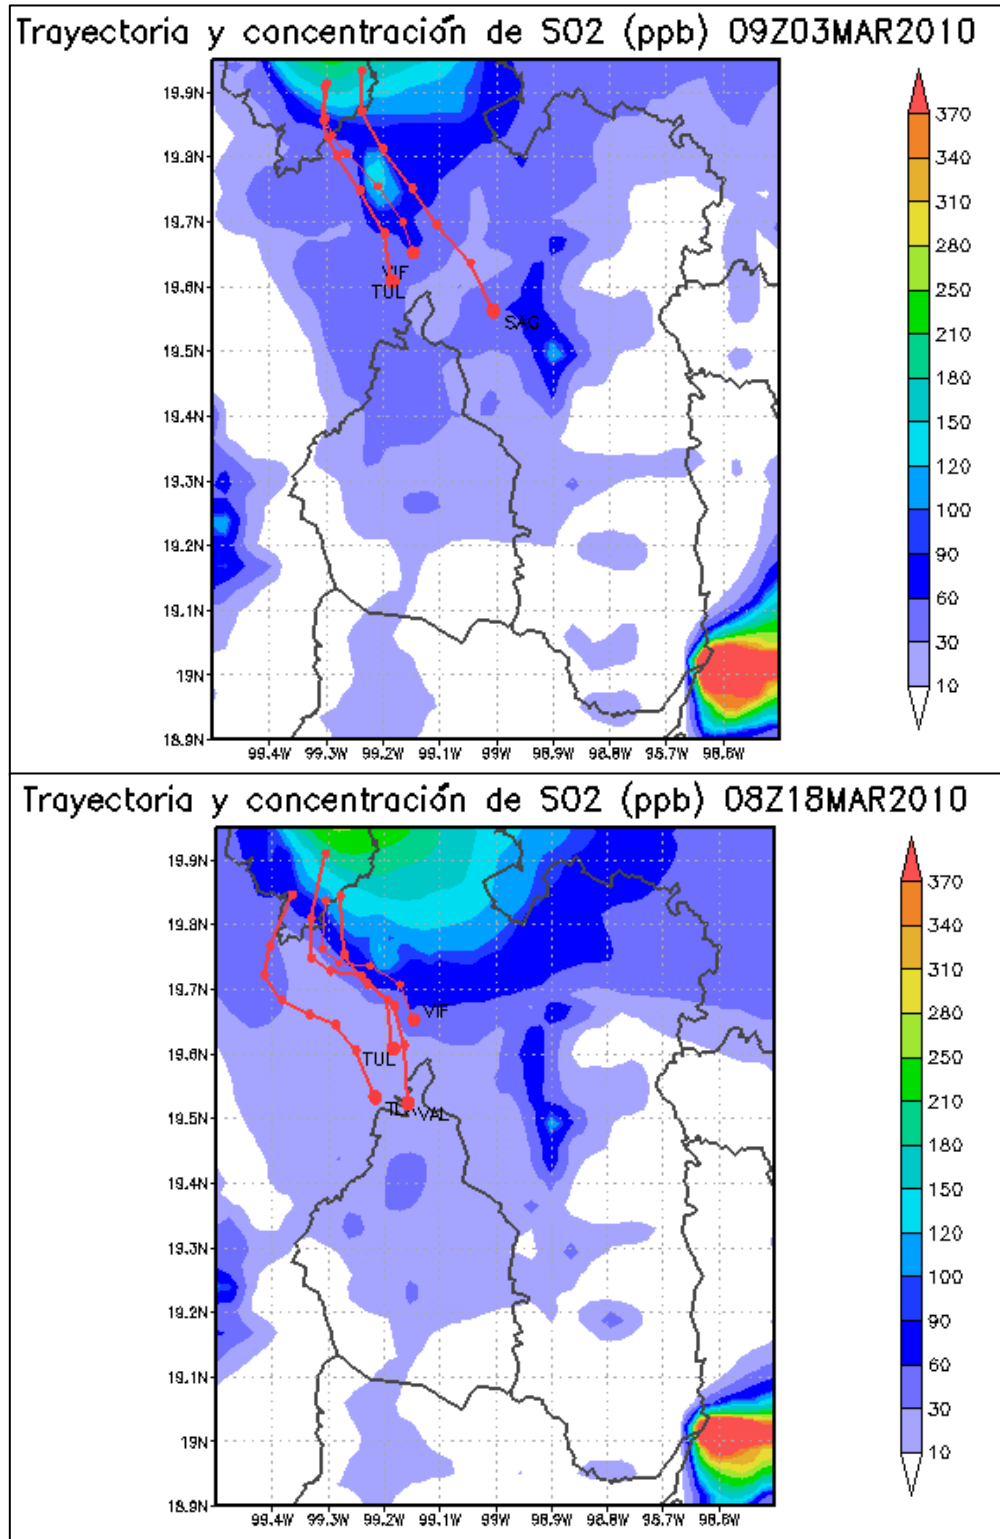 Trayectoria y concentración de SO2 (ppb) 09Z03MAR2010
19.9N
19.8N
19.7N
19.6N
19.5N
19.4N
19.3N
19.2N
19.1N
19N
18.9N
VIF
TUL
SAG
99.4W 99.3W 99.2W 99.1W 99W 98.9W 98.8W 98.7W 98.6W
370
340
310
280
250
210
180
150
120
100
90
60
30
10
Trayectoria y concentración de SO2 (ppb) 08Z18MAR2010
19.9N
19.8N
19.7N
19.6N
19.5N
19.4N
19.3N
19.2N
19.1N
19N
18.9N
VIF
TUL
VAL
99.4W 99.3W 99.2W 99.1W 99W 98.9W 98.8W 98.7W 98.6W
370
340
310
280
250
210
180
150
120
100
90
60
30
10